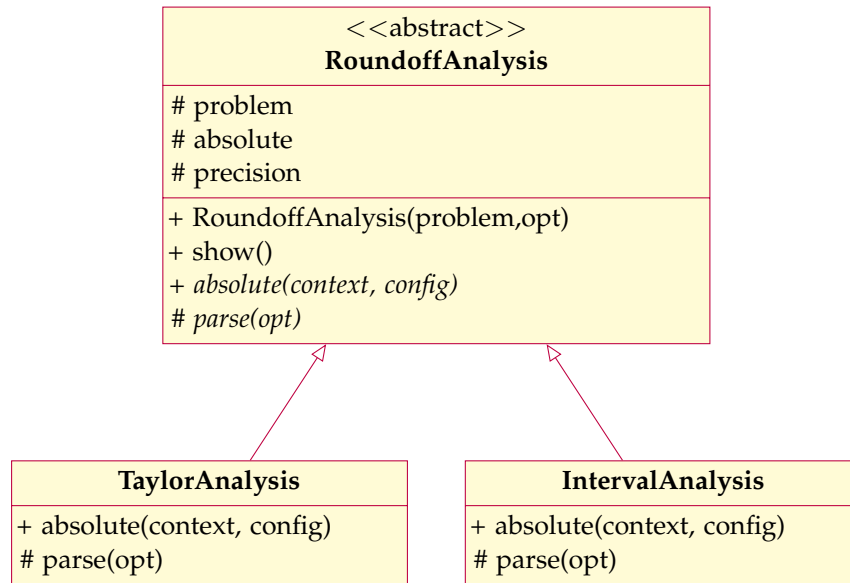 <<abstract>>
RoundoffAnalysis
# problem
# absolute
# precision
+ RoundoffAnalysis(problem,opt)
+ show()
+ absolute(context, config)
# parse(opt)
TaylorAnalysis
+ absolute(context, config)
# parse(opt)
IntervalAnalysis
+ absolute(context, config)
# parse(opt)